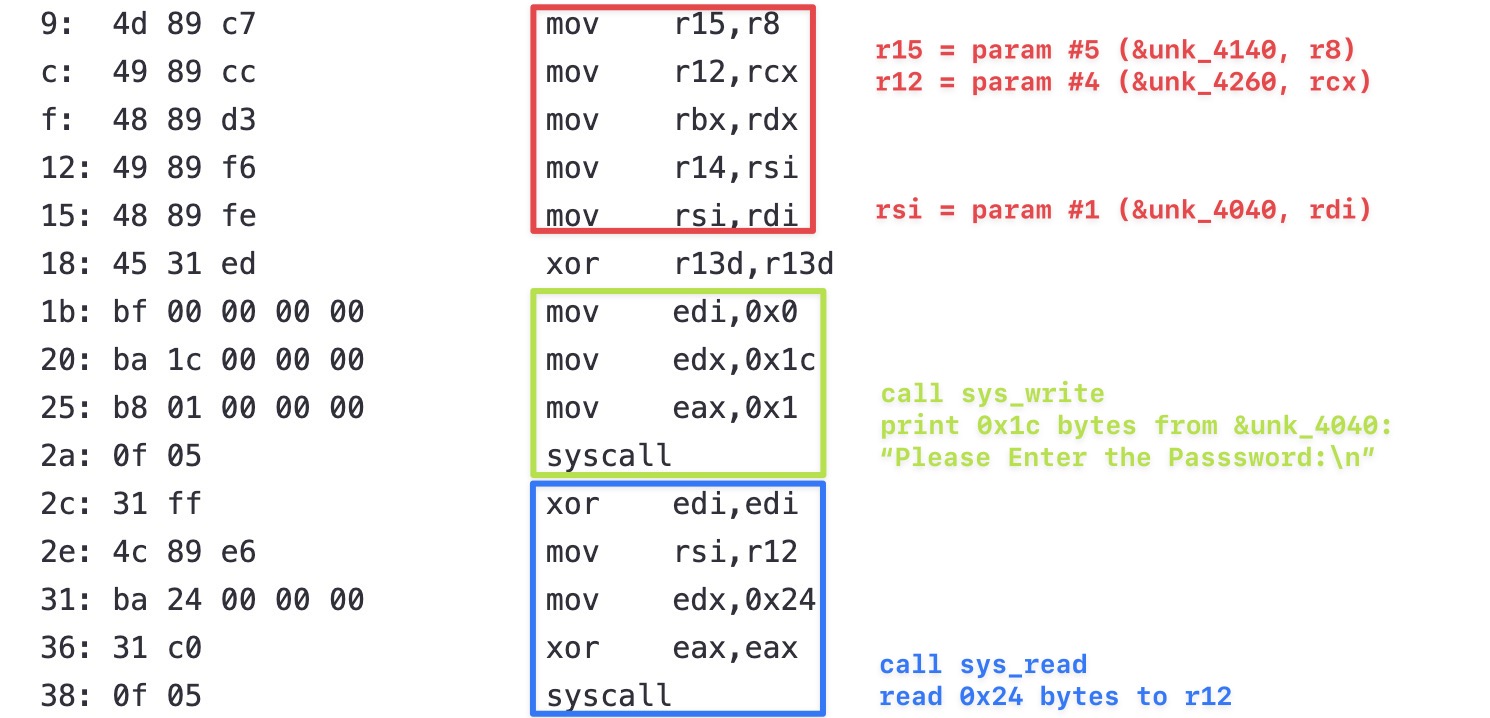 9:  4d 89 c7    mov    r15,r8
r15 = param #5 (&unk_4140, r8)
c:  49 89 cc    mov    r12,rcx
r12 = param #4 (&unk_4260, rcx)
f:  48 89 d3    mov    rbx,rdx
12: 49 89 f6    mov    r14,rsi
15: 48 89 fe    mov    rsi,rdi
rsi = param #1 (&unk_4040, rdi)
18: 45 31 ed    xor    r13d,r13d
1b: bf 00 00 00 00    mov    edi,0x0
20: ba 1c 00 00 00    mov    edx,0x1c
25: b8 01 00 00 00    mov    eax,0x1
call sys_write
print 0x1c bytes from &unk_4040:
2a: 0f 05    syscall
“Please Enter the Passsword:\n”
2c: 31 ff    xor    edi,edi
2e: 4c 89 e6    mov    rsi,r12
31: ba 24 00 00 00    mov    edx,0x24
36: 31 c0    xor    eax,eax
call sys_read
38: 0f 05    syscall
read 0x24 bytes to r12